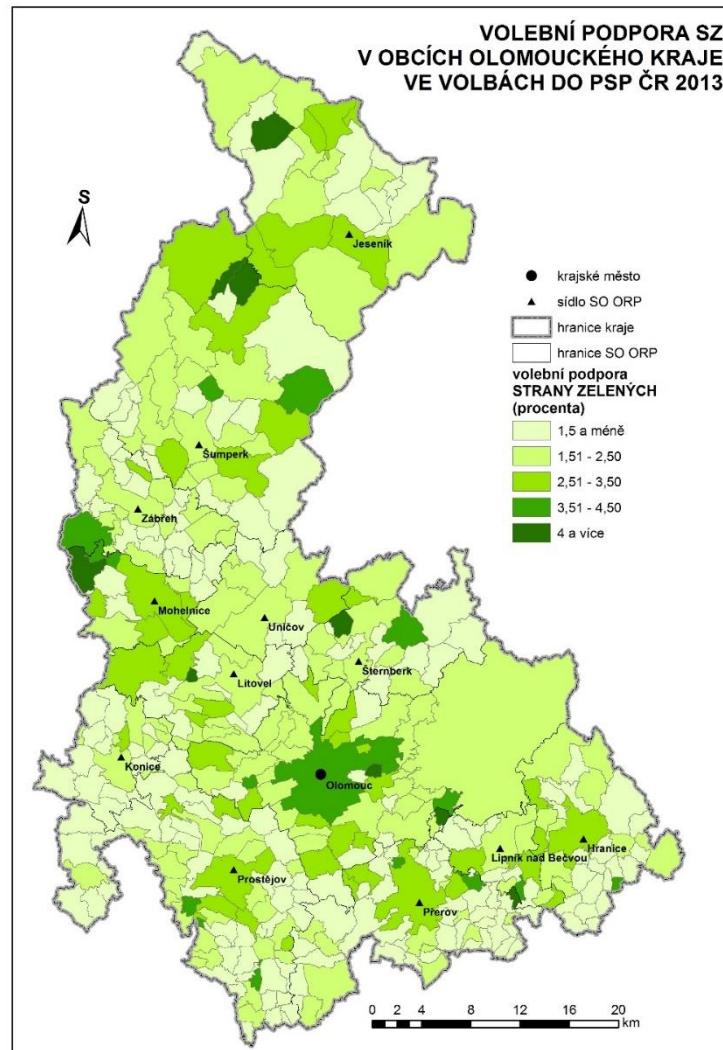 VOLEBNÍ PODPORA SZ
V OBCÍCH OLOMOUCKÉHO KRAJE
VE VOLBÁCH DO PSP ČR 2013
S
Jeseník
krajské město
sídlo SO ORP
hranice kraje
hranice SO ORP
volební podpora
STRANY ZELENÝCH
(procenta)
1,5 a méně
1,51 - 2,50
2,51 - 3,50
3,51 - 4,50
4 a více
Šumperk
Zábřeh
Mohelnice
Uničov
Šternberk
Litovel
Konice
Olomouc
Hranice
Lipník nad Bečvou
Prostějov
Přerov
0 2 4 8 12 16 20
km